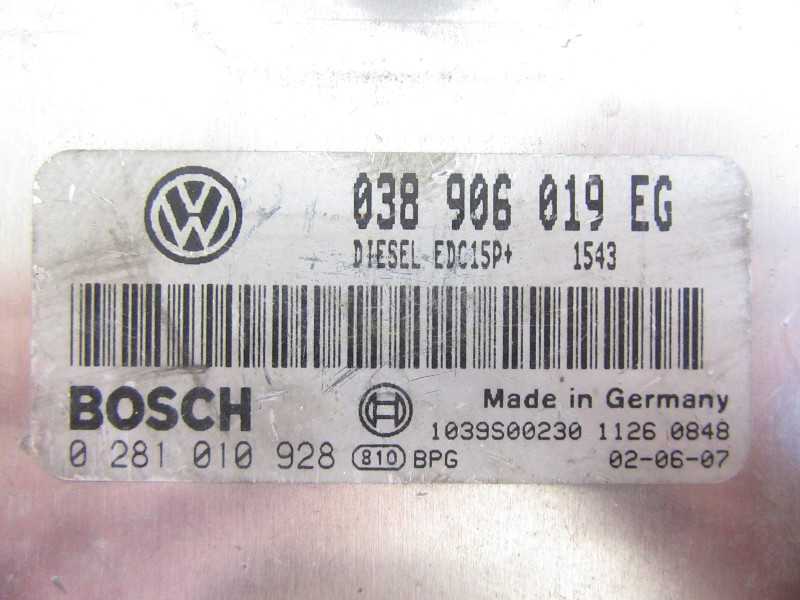 038 906 019 EG
DIESEL EDC15P+ 1543
BOSCH Made in Germany
1039S00230 1126 0848
0 281 010 928 810 BPG 02-06-07